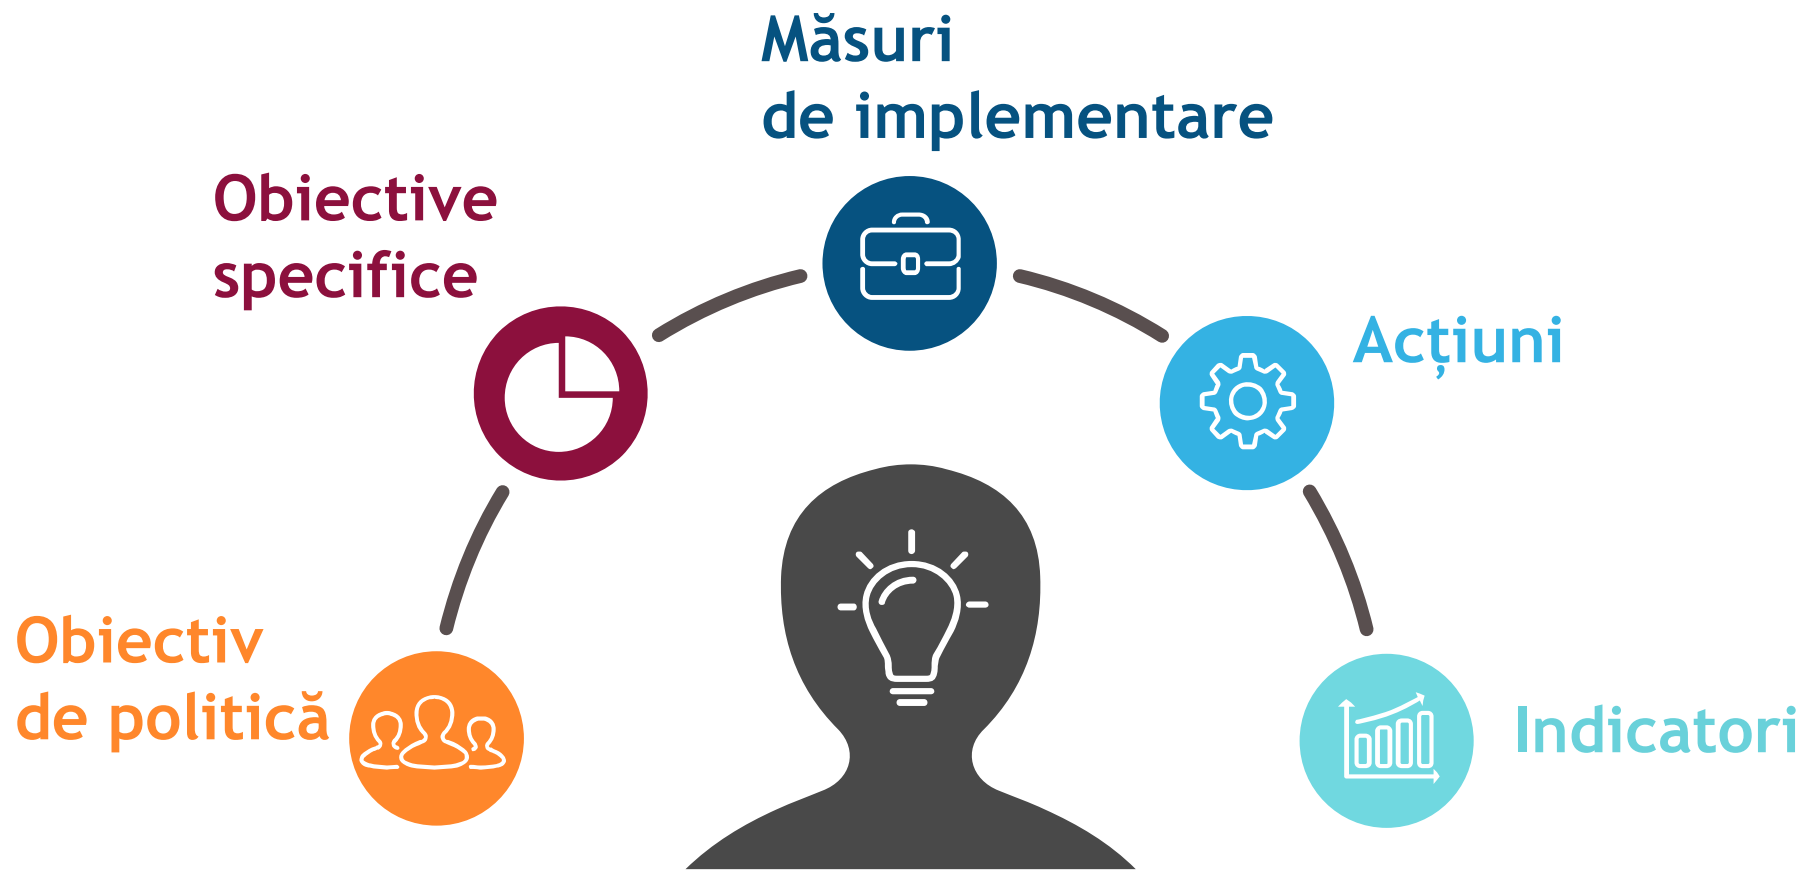 Măsuri
de implementare
Obiective
specifice
Acțiuni
Obiectiv
de politică
Indicatori